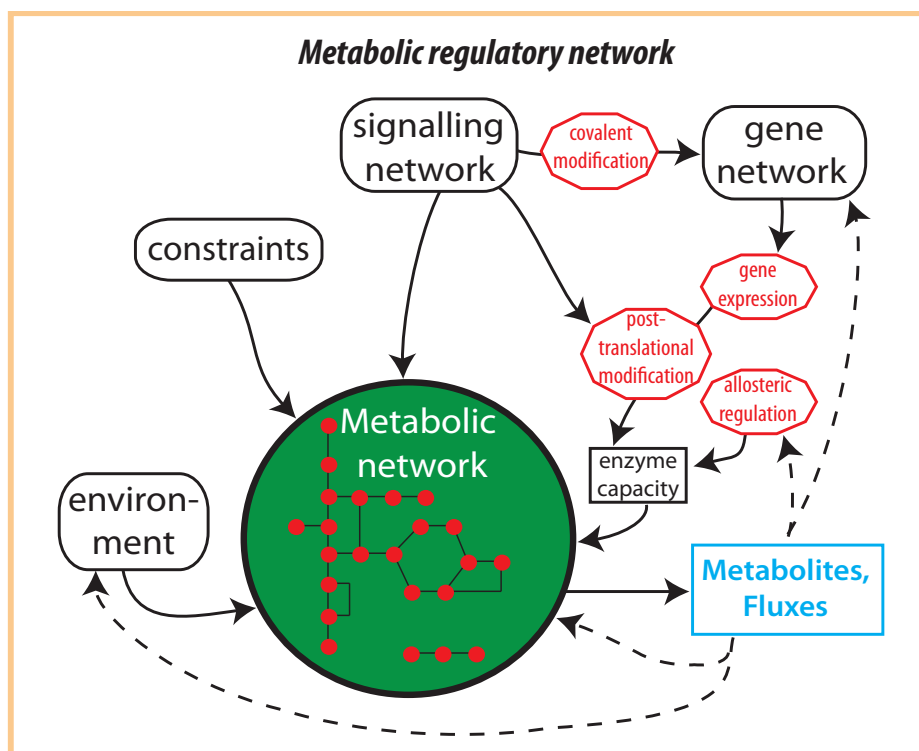 Metabolic regulatory network
signalling
network
covalent
modification
gene
network
constraints
gene
expression
post-
translational
modification
allosteric
regulation
Metabolic
network
enzyme
capacity
environ-
ment
Metabolites,
Fluxes